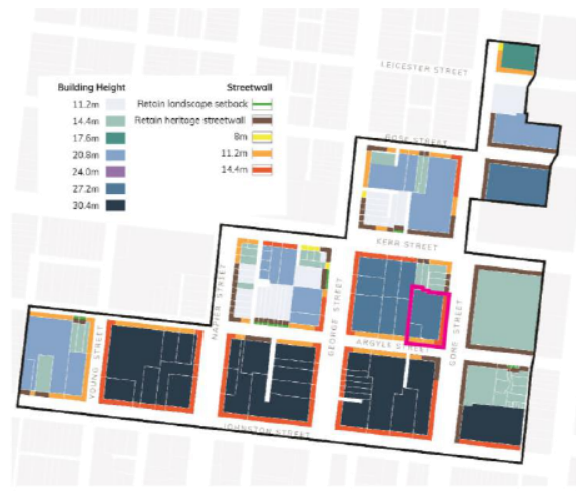 LEICESTER STREET
Building Height
11.2m
14.4m
17.6m
20.8m
24.0m
27.2m
30.4m
Streetwall
Retain landscape setback
Retain heritage streetwall
8m
11.2m
14.4m
ROSE STREET
KERR STREET
NAPIER STREET
GEORGE STREET
GORE STREET
ARGYLE STREET
YOUNG STREET
JOHNSTON STREET